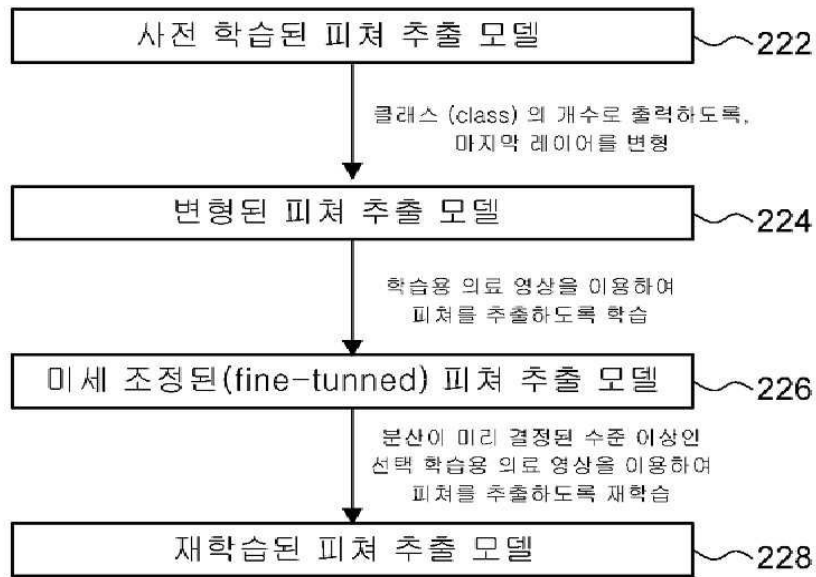 사전 학습된 피쳐 추출 모델
222
클래스 (class) 의 개수로 출력하도록,
마지막 레이어를 변형
변형된 피쳐 추출 모델
224
학습용 의료 영상을 이용하여
피쳐를 추출하도록 학습
미세 조정된(fine-tunned) 피쳐 추출 모델
226
분산이 미리 결정된 수준 이상인
선택 학습용 의료 영상을 이용하여
피쳐를 추출하도록 재학습
재학습된 피쳐 추출 모델
228